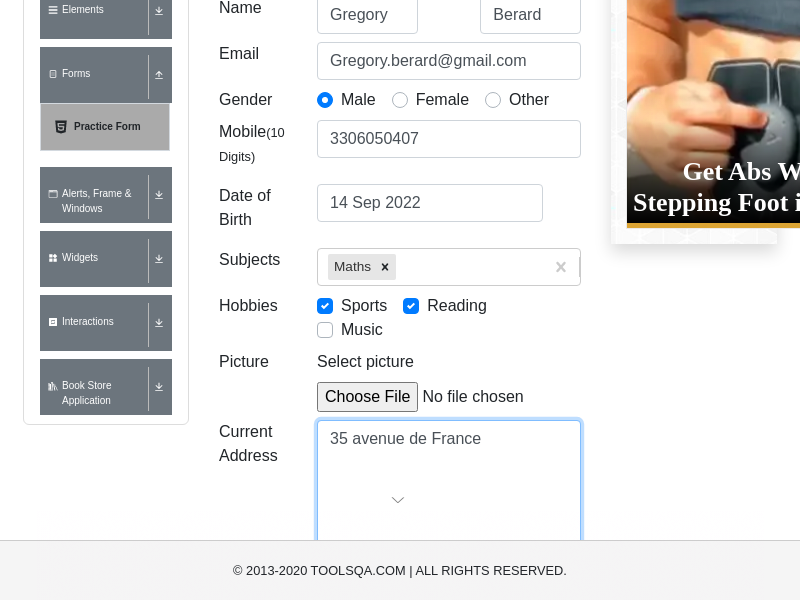 Elements
Forms
Practice Form
Alerts, Frame &
Windows
Widgets
Interactions
Book Store
Application
Name
Gregory
Berard
Email
Gregory.berard@gmail.com
Gender
Male
Female
Other
Mobile(10
Digits)
3306050407
Date of
Birth
14 Sep 2022
Subjects
Maths
Hobbies
Sports
Reading
Music
Picture
Select picture
Choose File No file chosen
Current
Address
35 avenue de France
Get Abs W
Stepping Foot i
© 2013-2020 TOOLSQA.COM | ALL RIGHTS RESERVED.